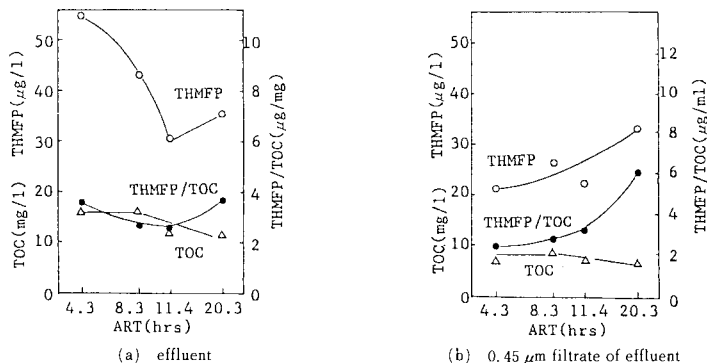 THMFP(μg/l)
TOC(mg/l)
50
40
30
20
10
0
THMFP
THMFP/TOC
TOC
10
8
6
4
2
0
THMFP/TOC(μg/mg)
4.3 8.3 11.4 20.3
ART(hrs)
(a) effluent
THMFP(μg/l)
TOC(mg/l)
50
40
30
20
10
0
THMFP
THMFP/TOC
TOC
12
10
8
6
4
2
0
THMFP/TOC(μg/ml)
4.3 8.3 11.4 20.3
ART(hrs)
(b) 0.45 μm filtrate of effluent